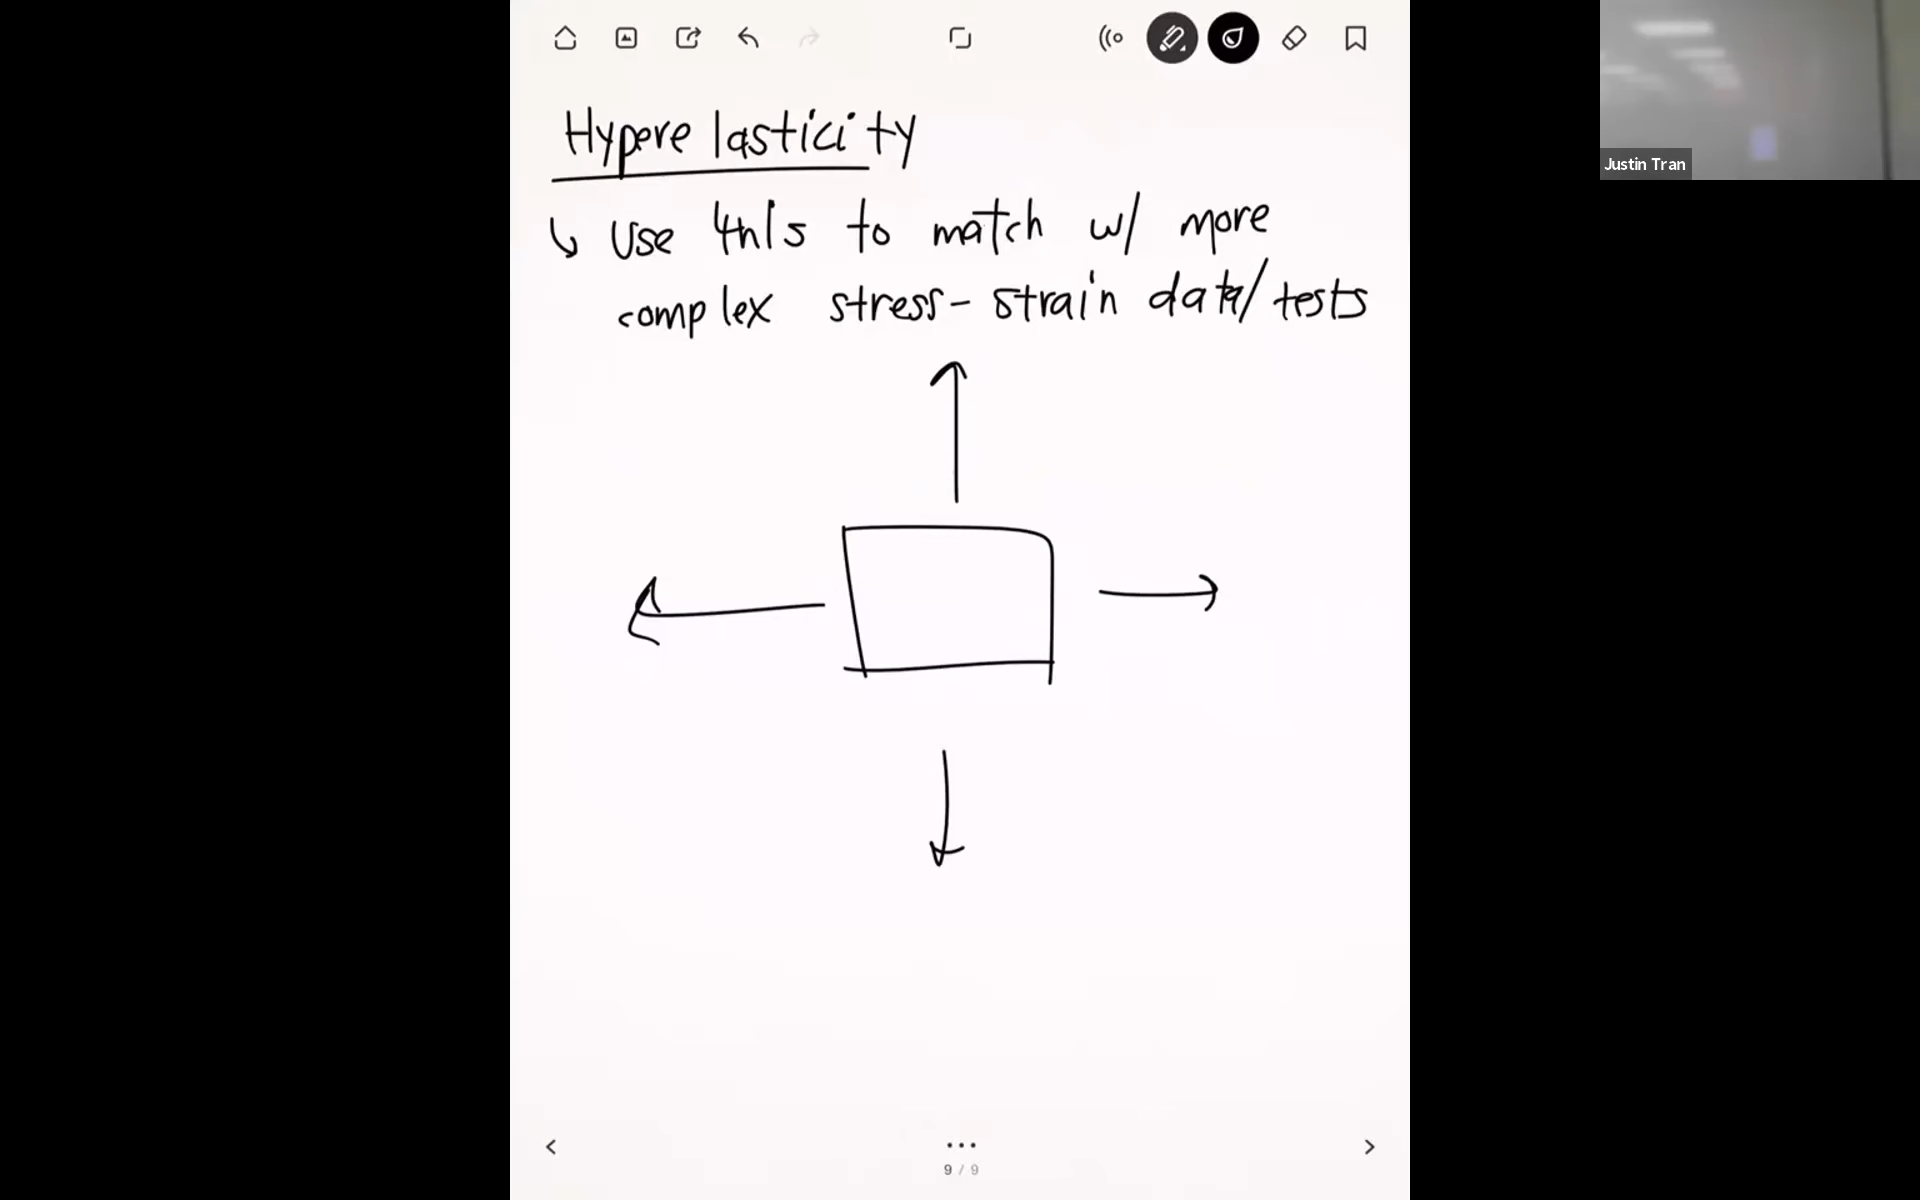 Hyperelasticity
↳ Use this to match w/ more
complex stress-strain data/tests
9 / 9
Justin Tran